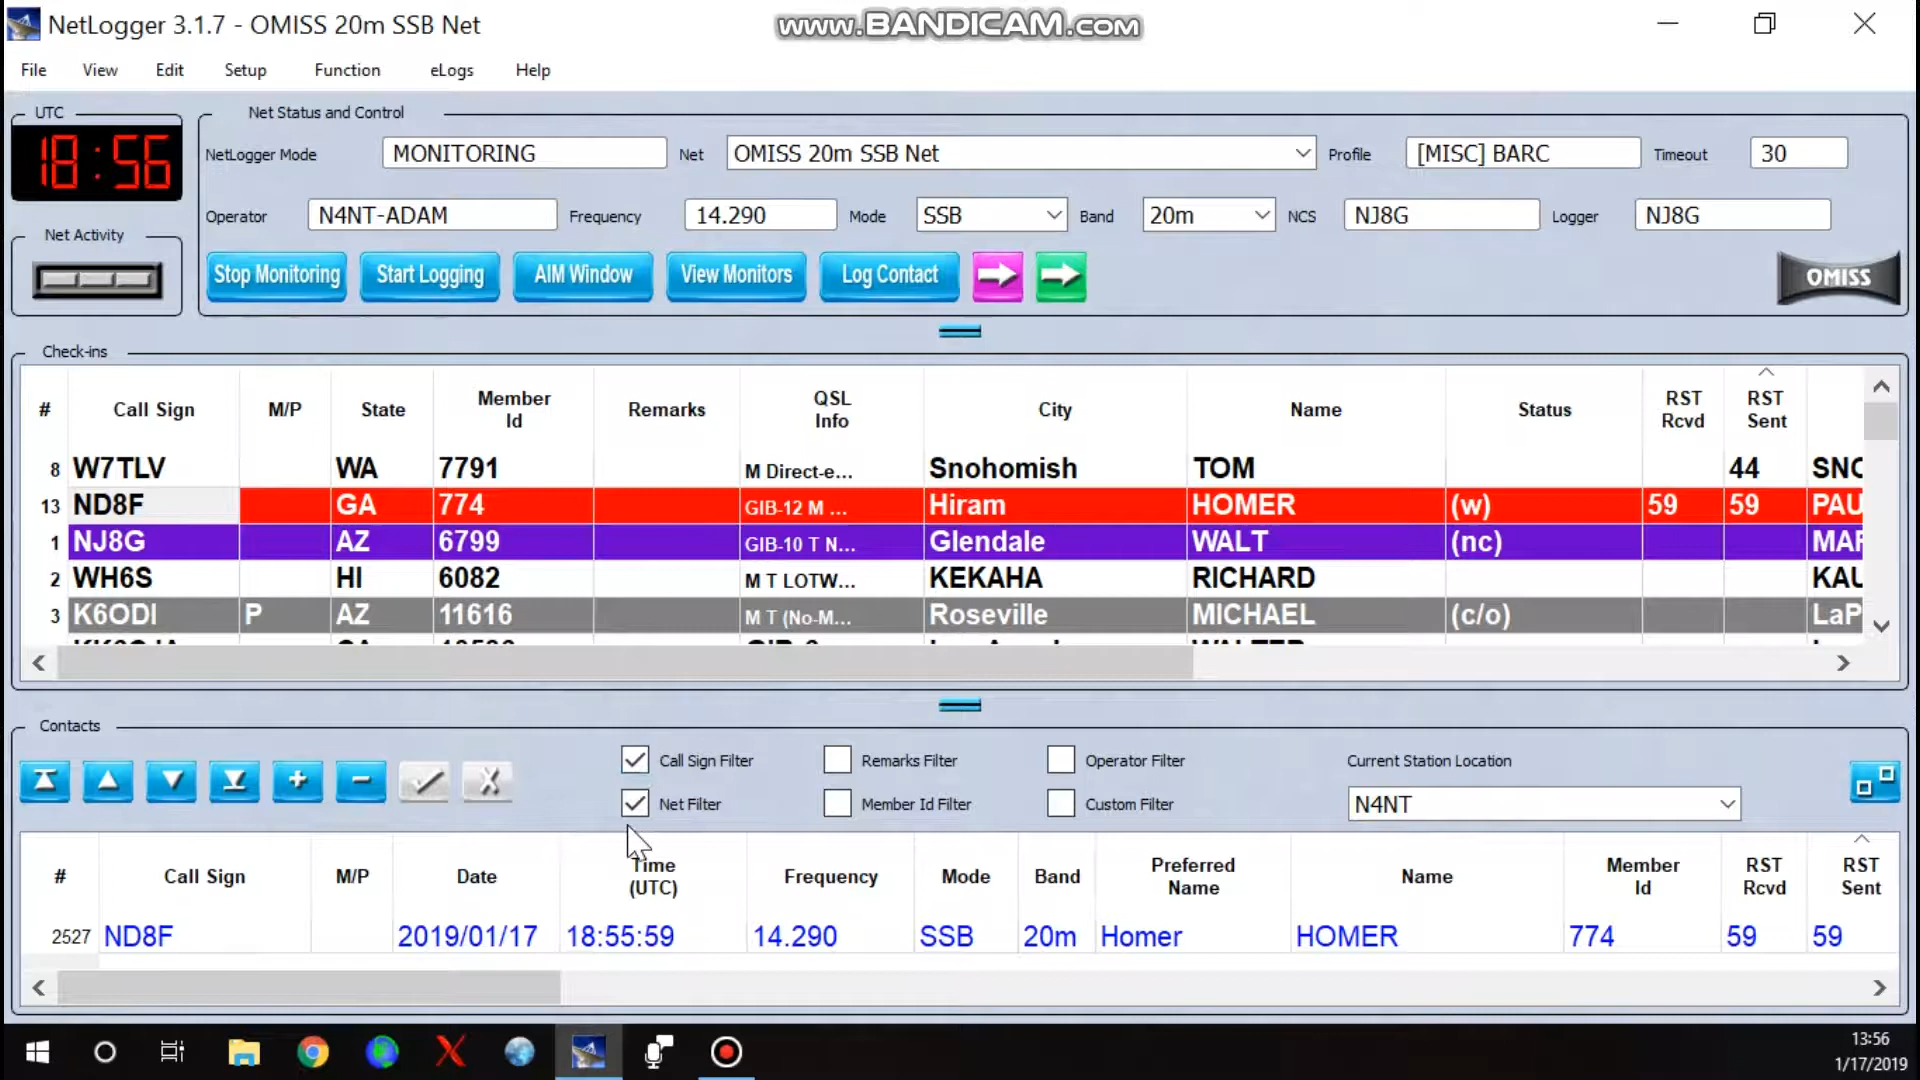 NetLogger 3.1.7 - OMISS 20m SSB Net
www.BANDICAM.com
File View Edit Setup Function eLogs Help
UTC
18:56
Net Activity
Net Status and Control
NetLogger Mode MONITORING Net OMISS 20m SSB Net Profile [MISC] BARC Timeout 30
Operator N4NT-ADAM Frequency 14.290 Mode SSB Band 20m NCS NJ8G Logger NJ8G
Stop Monitoring Start Logging AIM Window View Monitors Log Contact OMISS
Check-ins
# Call Sign M/P State Member Id Remarks QSL Info City Name Status RST Rcvd RST Sent
8 W7TLV WA 7791 M Direct-e... Snohomish TOM 44 SNO
13 ND8F GA 774 GIB-12 M ... Hiram HOMER (w) 59 59 PAU
1 NJ8G AZ 6799 GIB-10 T N... Glendale WALT (nc) MAR
2 WH6S HI 6082 M T LOTW... KEKAHA RICHARD KAU
3 K6ODI P AZ 11616 M T (No-M... Roseville MICHAEL (c/o) LaP
Contacts
Call Sign Filter Remarks Filter Operator Filter Current Station Location
Net Filter Member Id Filter Custom Filter N4NT
# Call Sign M/P Date Time (UTC) Frequency Mode Band Preferred Name Name Member Id RST Rcvd RST Sent
2527 ND8F 2019/01/17 18:55:59 14.290 SSB 20m Homer HOMER 774 59 59
13:56
1/17/2019